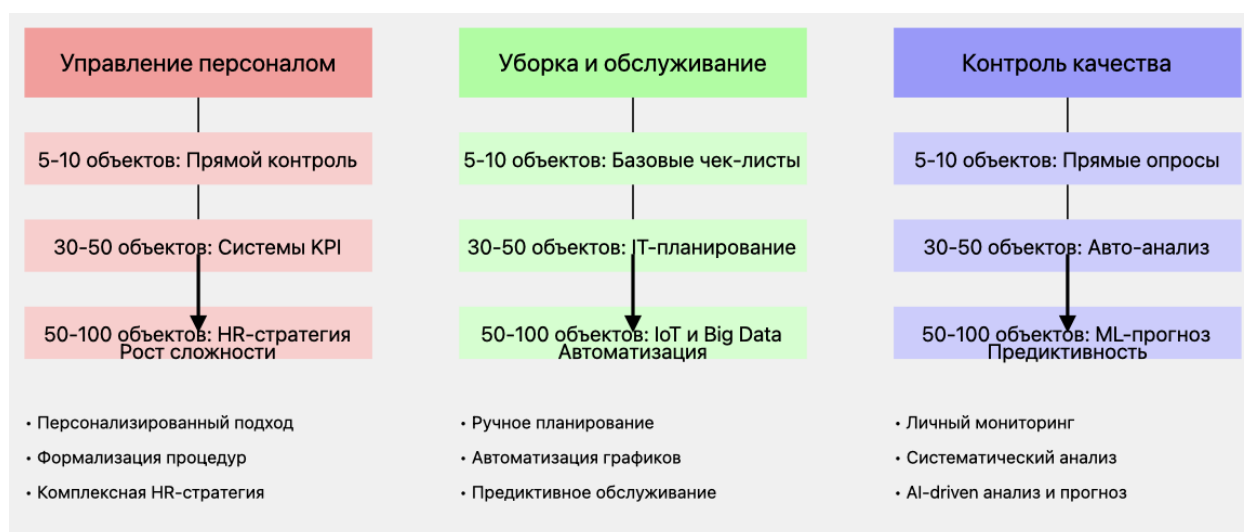 Управление персоналом
5-10 объектов: Прямой контроль
30-50 объектов: Системы KPI
50-100 объектов: HR-стратегия
Рост сложности
• Персонализированный подход
• Формализация процедур
• Комплексная HR-стратегия
Уборка и обслуживание
5-10 объектов: Базовые чек-листы
30-50 объектов: IT-планирование
50-100 объектов: IoT и Big Data
Автоматизация
• Ручное планирование
• Автоматизация графиков
• Предиктивное обслуживание
Контроль качества
5-10 объектов: Прямые опросы
30-50 объектов: Авто-анализ
50-100 объектов: ML-прогноз
Предиктивность
• Личный мониторинг
• Систематический анализ
• AI-driven анализ и прогноз